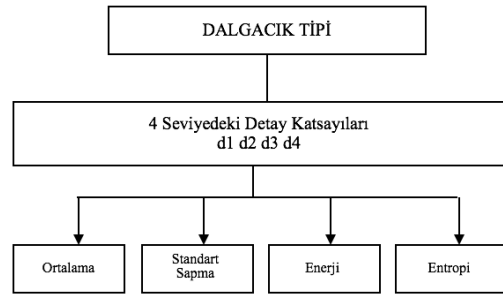 DALGACIK TİPİ
4 Seviyedeki Detay Katsayıları
d1 d2 d3 d4
Ortalama
Standart
Sapma
Enerji
Entropi